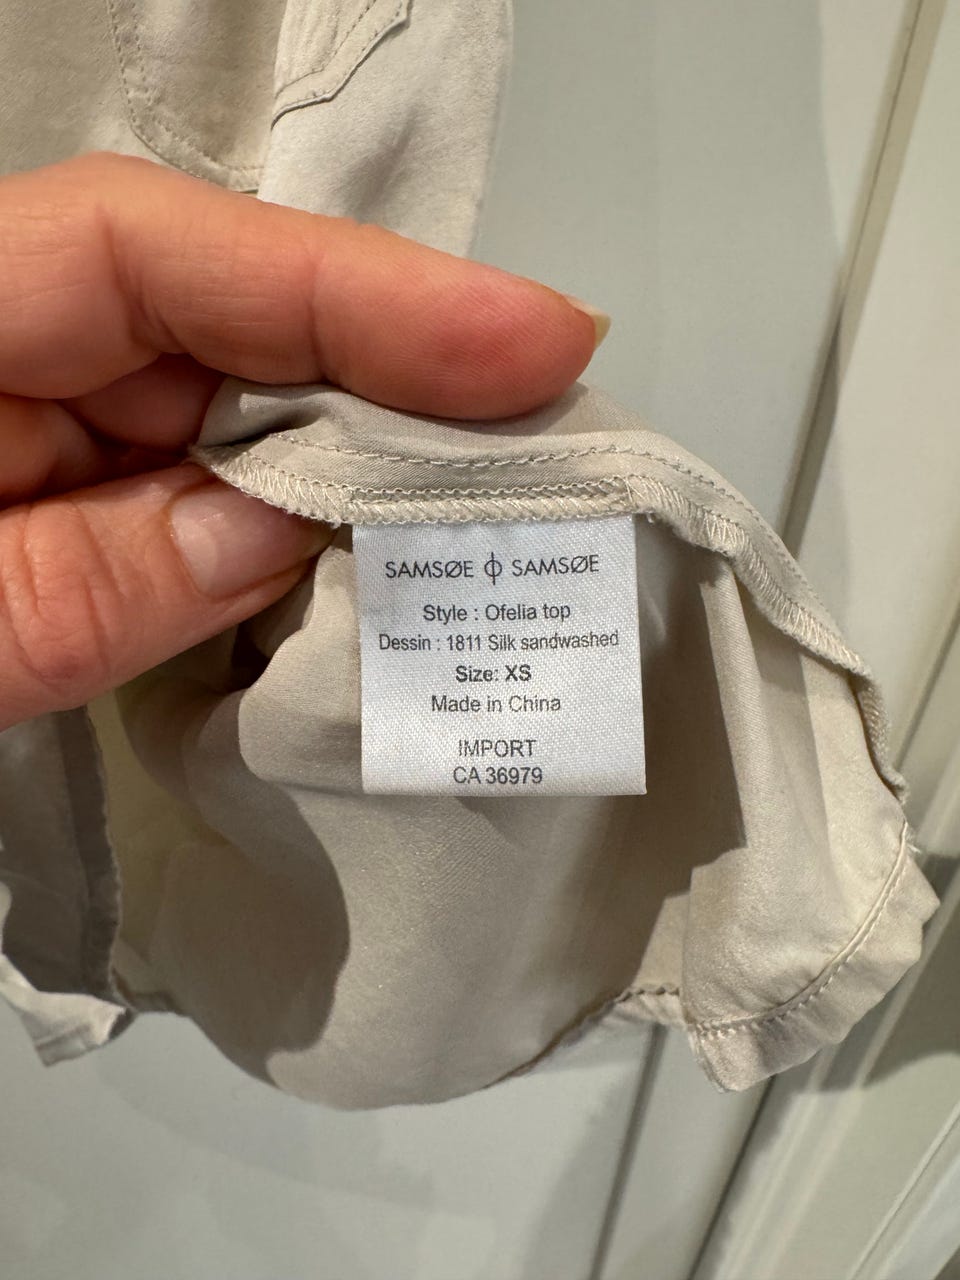 SAMSØE ϕ SAMSØE
Style : Ofelia top
Dessin : 1811 Silk sandwashed
Size: XS
Made in China
IMPORT
CA 36979